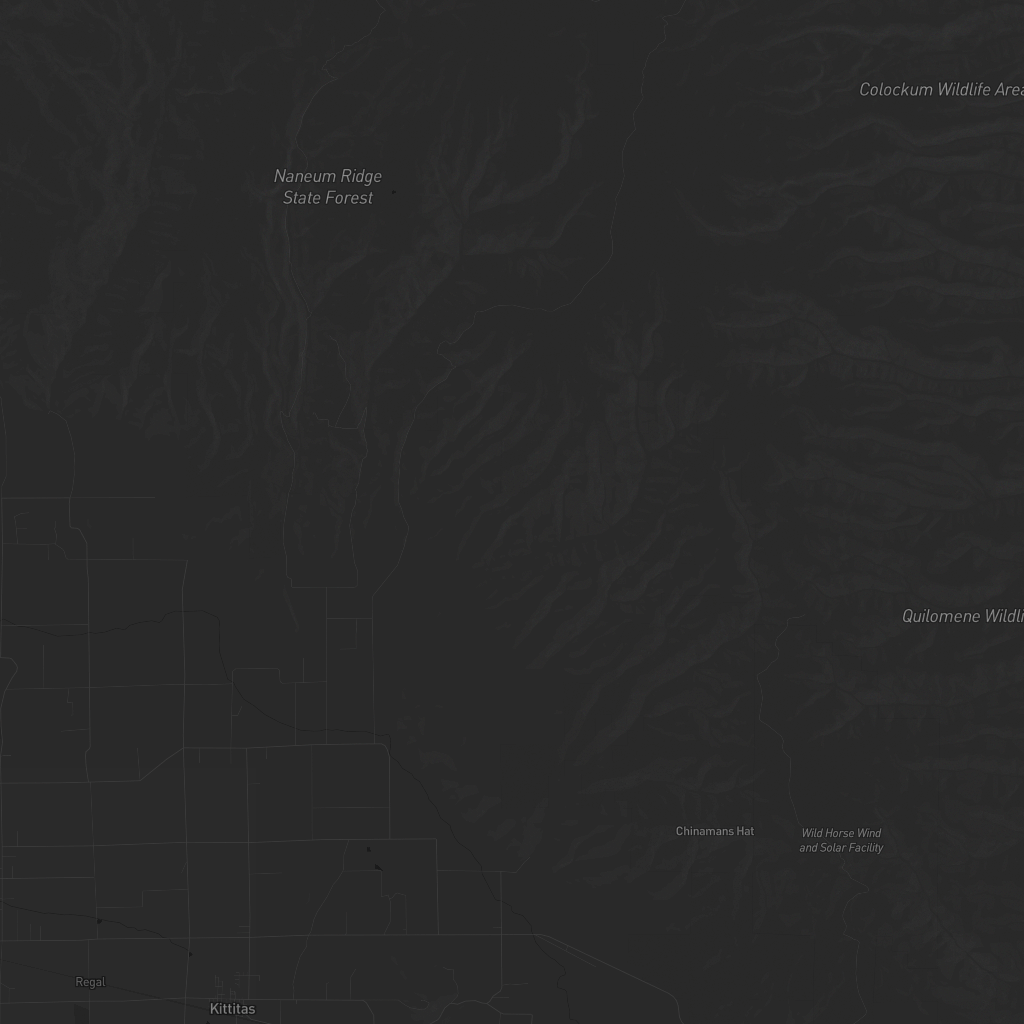 Colockum Wildlife Area
Naneum Ridge
State Forest
Quilomene Wildli
Chinamans Hat
Wild Horse Wind
and Solar Facility
Regal
Kittitas